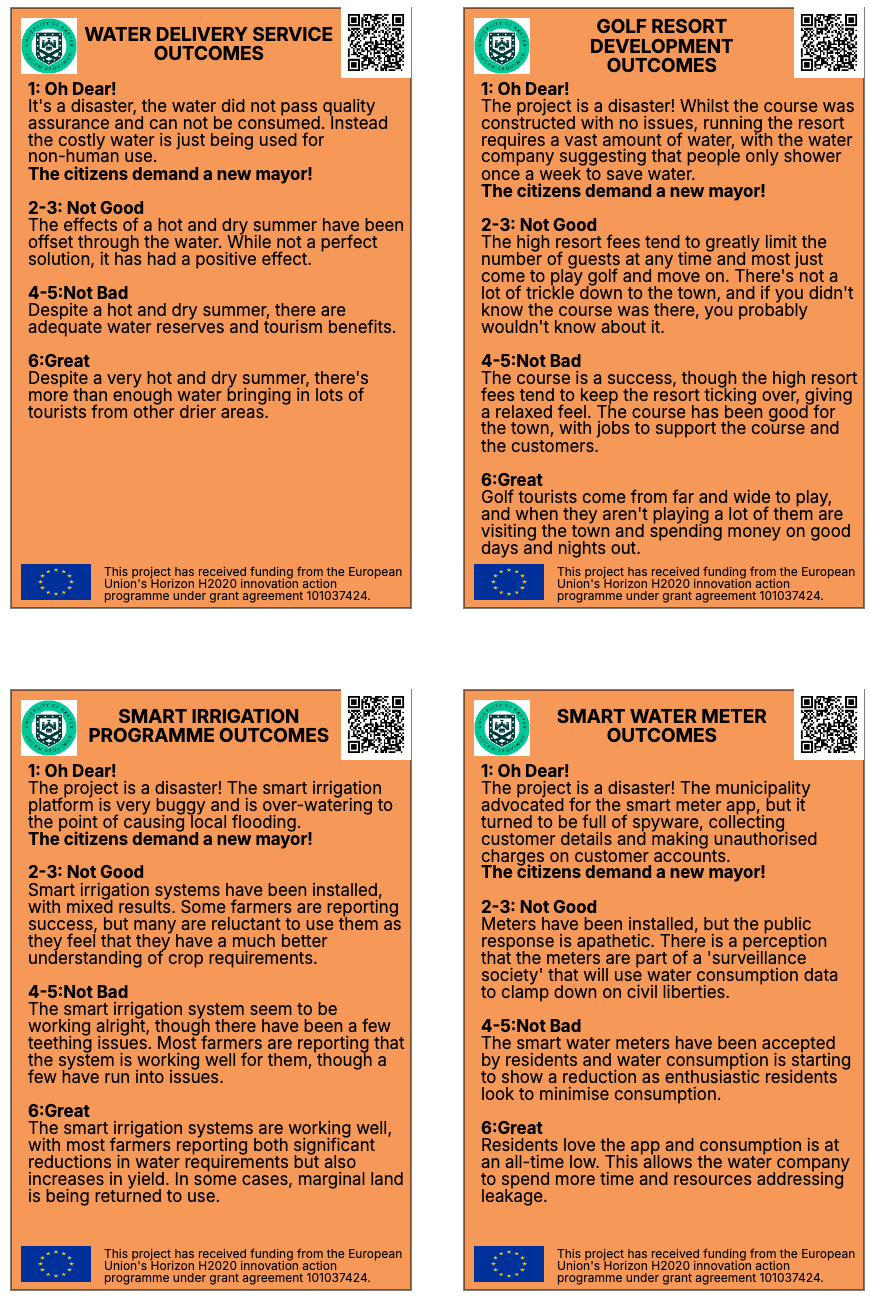 WATER DELIVERY SERVICE
OUTCOMES
1: Oh Dear!
It's a disaster, the water did not pass quality
assurance and can not be consumed. Instead
the costly water is just being used for
non-human use.
The citizens demand a new mayor!
2-3: Not Good
The effects of a hot and dry summer have been
offset through the water. While not a perfect
solution, it has had a positive effect.
4-5:Not Bad
Despite a hot and dry summer, there are
adequate water reserves and tourism benefits.
6:Great
Despite a very hot and dry summer, there's
more than enough water bringing in lots of
tourists from other drier areas.
This project has received funding from the European
Union's Horizon H2020 innovation action
programme under grant agreement 101037424.
GOLF RESORT
DEVELOPMENT
OUTCOMES
1: Oh Dear!
The project is a disaster! Whilst the course was
constructed with no issues, running the resort
requires a vast amount of water, with the water
company suggesting that people only shower
once a week to save water.
The citizens demand a new mayor!
2-3: Not Good
The high resort fees tend to greatly limit the
number of guests at any time and most just
come to play golf and move on. There's not a
lot of trickle down to the town, and if you didn't
know the course was there, you probably
wouldn't know about it.
4-5:Not Bad
The course is a success, though the high resort
fees tend to keep the resort ticking over, giving
a relaxed feel. The course has been good for
the town, with jobs to support the course and
the customers.
6:Great
Golf tourists come from far and wide to play,
and when they aren't playing a lot of them are
visiting the town and spending money on good
days and nights out.
This project has received funding from the European
Union's Horizon H2020 innovation action
programme under grant agreement 101037424.
SMART IRRIGATION
PROGRAMME OUTCOMES
1: Oh Dear!
The project is a disaster! The smart irrigation
platform is very buggy and is over-watering to
the point of causing local flooding.
The citizens demand a new mayor!
2-3: Not Good
Smart irrigation systems have been installed,
with mixed results. Some farmers are reporting
success, but many are reluctant to use them as
they feel that they have a much better
understanding of crop requirements.
4-5:Not Bad
The smart irrigation system seem to be
working alright, though there have been a few
teething issues. Most farmers are reporting that
the system is working well for them, though a
few have run into issues.
6:Great
The smart irrigation systems are working well,
with most farmers reporting both significant
reductions in water requirements but also
increases in yield. In some cases, marginal land
is being returned to use.
This project has received funding from the European
Union's Horizon H2020 innovation action
programme under grant agreement 101037424.
SMART WATER METER
OUTCOMES
1: Oh Dear!
The project is a disaster! The municipality
advocated for the smart meter app, but it
turned to be full of spyware, collecting
customer details and making unauthorised
charges on customer accounts.
The citizens demand a new mayor!
2-3: Not Good
Meters have been installed, but the public
response is apathetic. There is a perception
that the meters are part of a 'surveillance
society' that will use water consumption data
to clamp down on civil liberties.
4-5:Not Bad
The smart water meters have been accepted
by residents and water consumption is starting
to show a reduction as enthusiastic residents
look to minimise consumption.
6:Great
Residents love the app and consumption is at
an all-time low. This allows the water company
to spend more time and resources addressing
leakage.
This project has received funding from the European
Union's Horizon H2020 innovation action
programme under grant agreement 101037424.